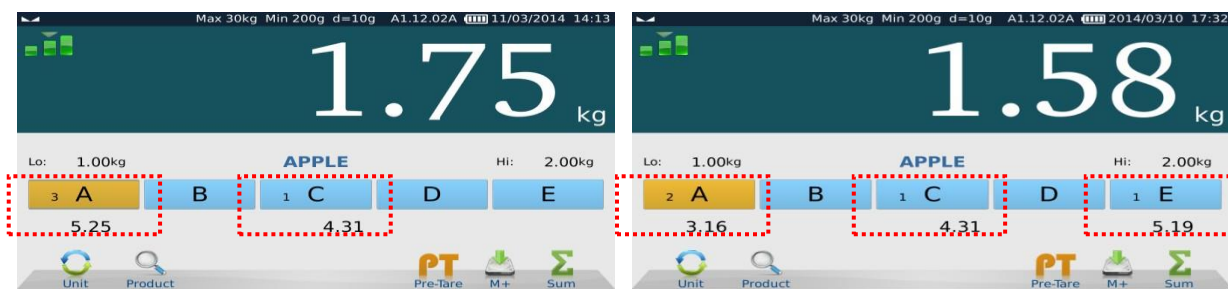 Max 30kg Min 200g d=10g A1.12.02A 11/03/2014 14:13
1.75 kg
Lo: 1.00kg APPLE Hi: 2.00kg
3 A B 1 C D E
5.25 4.31
Unit Product PT Pre-Tare M+ Σ Sum
Max 30kg Min 200g d=10g A1.12.02A 2014/03/10 17:32
1.58 kg
Lo: 1.00kg APPLE Hi: 2.00kg
2 A B 1 C D 1 E
3.16 4.31 5.19
Unit Product PT Pre-Tare M+ Σ Sum